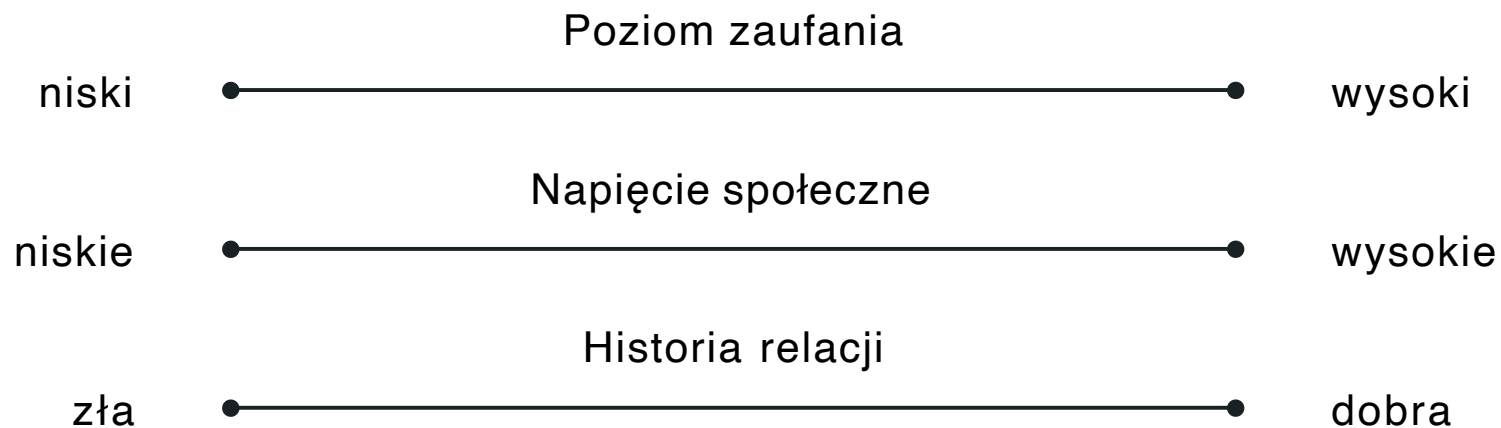 Poziom zaufania
niski wysoki
Napięcie społeczne
niskie wysokie
Historia relacji
zła dobra